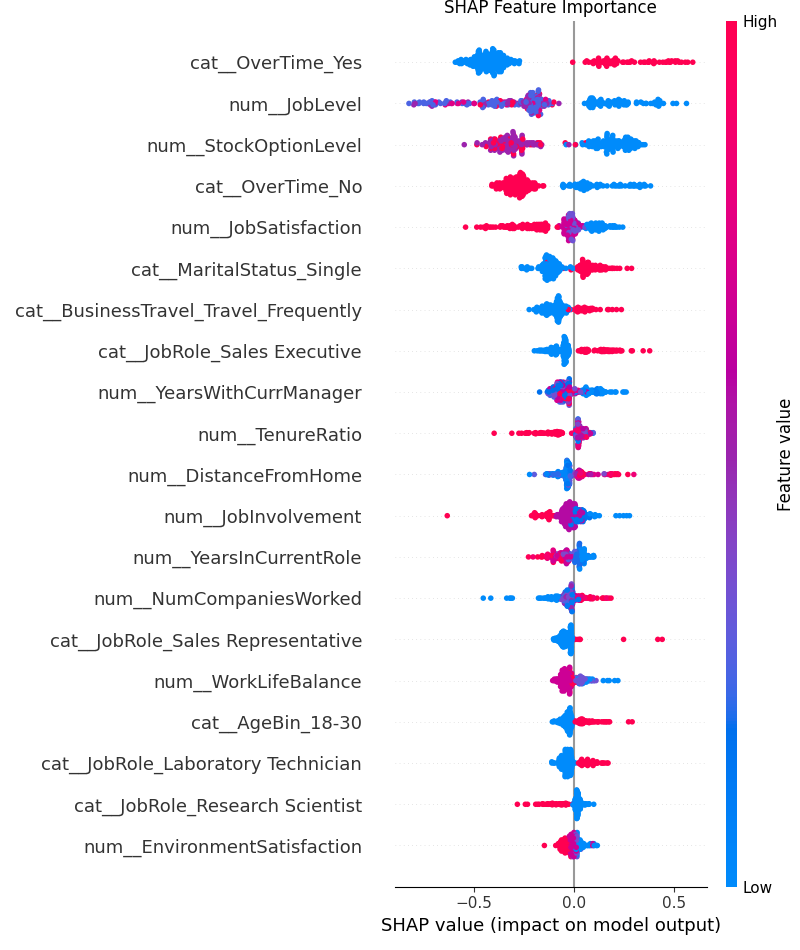 SHAP Feature Importance
High
cat__OverTime_Yes
num__JobLevel
num__StockOptionLevel
cat__OverTime_No
num__JobSatisfaction
cat__MaritalStatus_Single
cat__BusinessTravel_Travel_Frequently
cat__JobRole_Sales Executive
num__YearsWithCurrManager
num__TenureRatio
num__DistanceFromHome
num__JobInvolvement
num__YearsInCurrentRole
num__NumCompaniesWorked
cat__JobRole_Sales Representative
num__WorkLifeBalance
cat__AgeBin_18-30
cat__JobRole_Laboratory Technician
cat__JobRole_Research Scientist
num__EnvironmentSatisfaction
Feature value
Low
−0.5 0.0 0.5
SHAP value (impact on model output)